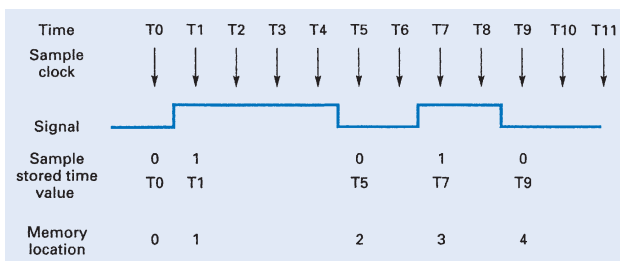 Time T0 T1 T2 T3 T4 T5 T6 T7 T8 T9 T10 T11
Sample
clock
Signal
Sample 0 1 0 1 0
stored time
value T0 T1 T5 T7 T9
Memory
location 0 1 2 3 4